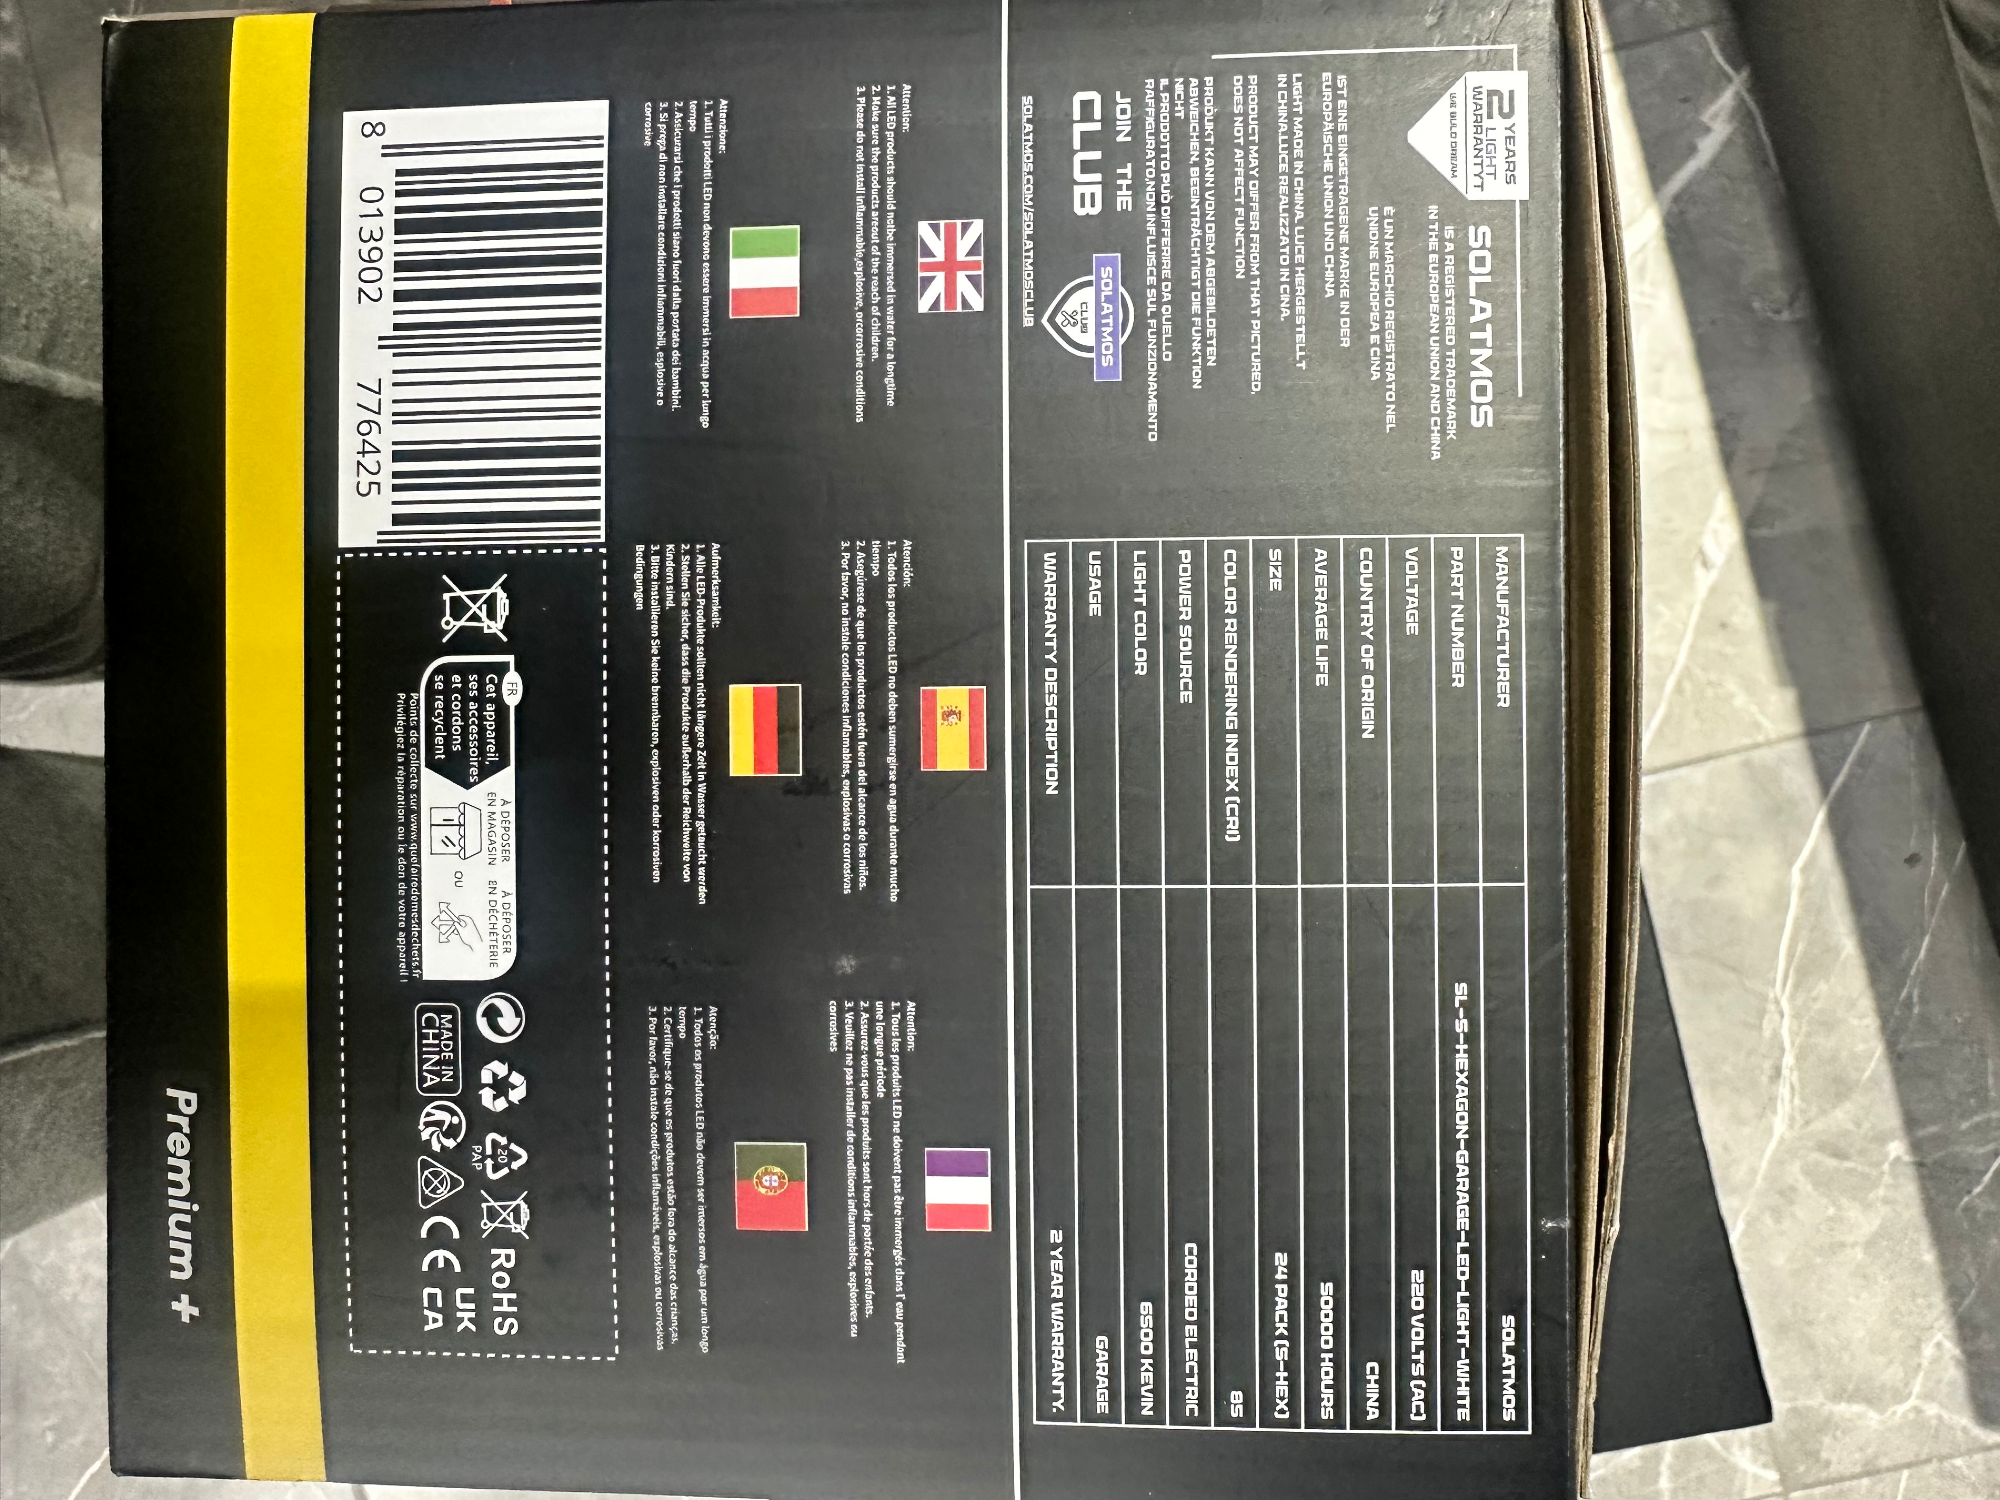 2 YEARS
LIGHT
WARRANTYT
WE BUILD DREAM
SOLATMOS
IS A REGISTERED TRADEMARK
IN THE EUROPEAN UNION AND CHINA
È UN MARCHIO REGISTRATO NEL
UNIONE EUROPEA E CINA
IST EINE EINGETRAGENE MARKE IN DER
EUROPÄISCHE UNION UND CHINA
LIGHT MADE IN CHINA. LUCE HERGESTELLT
IN CHINA.LUCE REALIZZATO IN CINA.
PRODUCT MAY DIFFER FROM THAT PICTURED,
DOES NOT AFFECT FUNCTION
PRODUKT KANN VON DEM ABGEBILDETEN
ABWEICHEN, BEEINTRÄCHTIGT DIE FUNKTION
NICHT
IL PRODOTTO PUÒ DIFFERIRE DA QUELLO
RAFFIGURATO,NON INFLUISCE SUL FUNZIONAMENTO
JOIN THE
CLUB
SOLATMOS
CLUB
SOLATMOS.COM/SOLATMOSCLUB
MANUFACTURER SOLATMOS
PART NUMBER SL-S-HEXAGON-GARAGE-LED-LIGHT-WHITE
VOLTAGE 220 VOLTS (AC)
COUNTRY OF ORIGIN CHINA
AVERAGE LIFE 50000 HOURS
SIZE 24 PACK (S-HEX)
COLOR RENDERING INDEX (CRI) 85
POWER SOURCE CORDED ELECTRIC
LIGHT COLOR 6500 KEVIN
USAGE GARAGE
WARRANTY DESCRIPTION 2 YEAR WARRANTY.
Attention:
1. All LED products should notbe immersed in water for a longtime
2. Make sure the products areout of the reach of children.
3. Please do not install inflammable,explosive, orcorrosive conditions
Atención:
1. Todos los productos LED no deben sumergirse en agua durante mucho
tiempo
2. Asegúrese de que los productos estén fuera del alcance de los niños.
3. Por favor, no instale condiciones inflamables, explosivas o corrosivas
Attention:
1. Tous les produits LED ne doivent pas être immergés dans l' eau pendant
une longue période
2. Assurez-vous que les produits sont hors de portée des enfants.
3. Veuillez ne pas installer de conditions inflammables, explosives ou
corrosives
Attenzione:
1. Tutti i prodotti LED non devono essere immersi in acqua per lungo
tempo
2. Assicurarsi che i prodotti siano fuori dalla portata dei bambini.
3. Si prega di non installare condizioni infiammabili, esplosive o
corrosive
Aufmerksamkeit:
1. Alle LED-Produkte sollten nicht längere Zeit in Wasser getaucht werden
2. Stellen Sie sicher, dass die Produkte außerhalb der Reichweite von
Kindern sind.
3. Bitte installieren Sie keine brennbaren, explosiven oder korrosiven
Bedingungen
Atenção:
1. Todos os produtos LED não devem ser imersos em água por um longo
tempo
2. Certifique-se de que os produtos estão fora do alcance das crianças.
3. Por favor, não instale condições inflamáveis, explosivas ou corrosivas
8 013902 776425
FR
Cet appareil,
ses accessoires
et cordons
se recyclent
À DÉPOSER
EN MAGASIN
OU
À DÉPOSER
EN DÉCHÈTERIE
Points de collecte sur www.quefairedemesdechets.fr
Privilégiez la réparation ou le don de votre appareil !
20
PAP
RoHS
MADE IN
CHINA
CE
UK
CA
Premium +